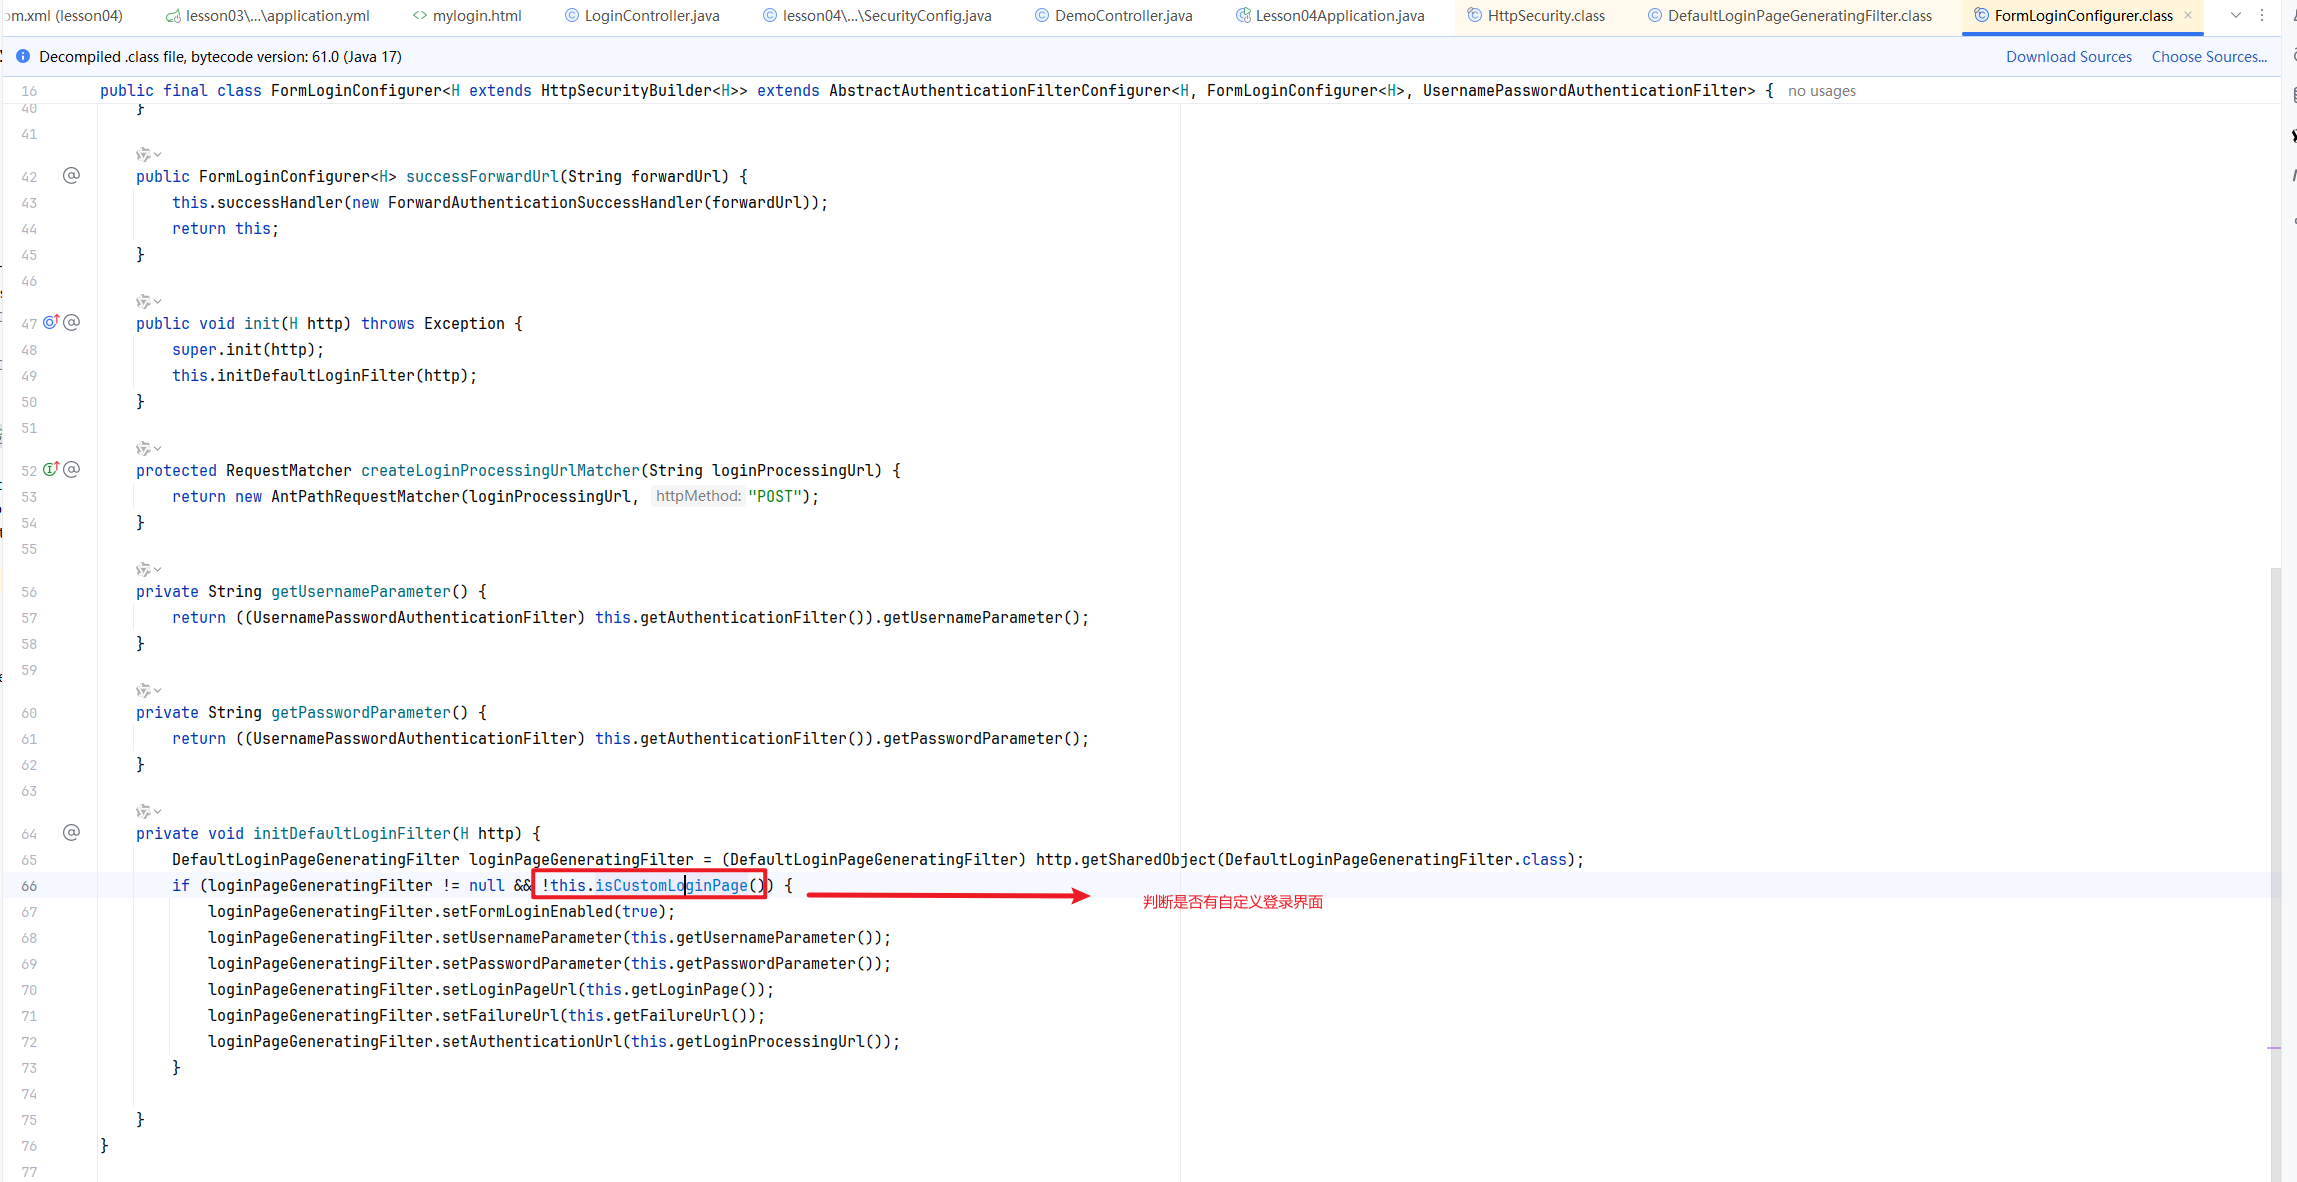 om.xml (lesson04) lesson03\...\application.yml mylogin.html LoginController.java lesson04\...\SecurityConfig.java DemoController.java Lesson04Application.java HttpSecurity.class DefaultLoginPageGeneratingFilter.class FormLoginConfigurer.class
Decompiled .class file, bytecode version: 61.0 (Java 17) Download Sources Choose Sources...
16 public final class FormLoginConfigurer<H extends HttpSecurityBuilder<H>> extends AbstractAuthenticationFilterConfigurer<H, FormLoginConfigurer<H>, UsernamePasswordAuthenticationFilter> { no usages
40 }
41
42 @ public FormLoginConfigurer<H> successForwardUrl(String forwardUrl) {
43 this.successHandler(new ForwardAuthenticationSuccessHandler(forwardUrl));
44 return this;
45 }
46
47 @ public void init(H http) throws Exception {
48 super.init(http);
49 this.initDefaultLoginFilter(http);
50 }
51
52 @ protected RequestMatcher createLoginProcessingUrlMatcher(String loginProcessingUrl) {
53 return new AntPathRequestMatcher(loginProcessingUrl, httpMethod: "POST");
54 }
55
56 private String getUsernameParameter() {
57 return ((UsernamePasswordAuthenticationFilter) this.getAuthenticationFilter()).getUsernameParameter();
58 }
59
60 private String getPasswordParameter() {
61 return ((UsernamePasswordAuthenticationFilter) this.getAuthenticationFilter()).getPasswordParameter();
62 }
63
64 @ private void initDefaultLoginFilter(H http) {
65 DefaultLoginPageGeneratingFilter loginPageGeneratingFilter = (DefaultLoginPageGeneratingFilter) http.getSharedObject(DefaultLoginPageGeneratingFilter.class);
66 if (loginPageGeneratingFilter != null && !this.isCustomLoginPage()) {
判断是否有自定义登录界面
67 loginPageGeneratingFilter.setFormLoginEnabled(true);
68 loginPageGeneratingFilter.setUsernameParameter(this.getUsernameParameter());
69 loginPageGeneratingFilter.setPasswordParameter(this.getPasswordParameter());
70 loginPageGeneratingFilter.setLoginPageUrl(this.getLoginPage());
71 loginPageGeneratingFilter.setFailureUrl(this.getFailureUrl());
72 loginPageGeneratingFilter.setAuthenticationUrl(this.getLoginProcessingUrl());
73 }
74
75 }
76 }
77